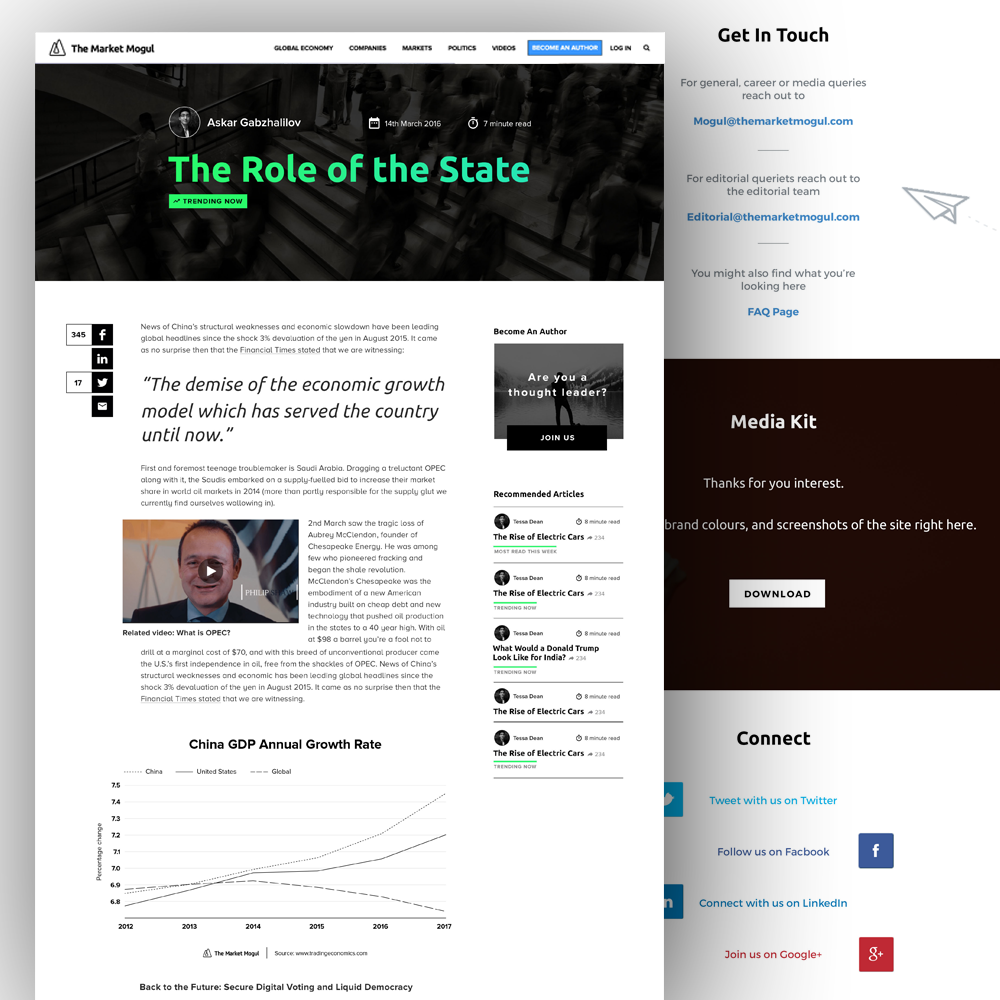 The Market Mogul
GLOBAL ECONOMY COMPANIES MARKETS POLITICS VIDEOS BECOME AN AUTHOR LOG IN
Askar Gabzhalilov 14th March 2016 7 minute read
The Role of the State
TRENDING NOW
345
17
News of China's structural weaknesses and economic slowdown have been leading
global headlines since the shock 3% devaluation of the yen in August 2015. It came
as no surprise then that the Financial Times stated that we are witnessing:
“The demise of the economic growth
model which has served the country
until now.”
First and foremost teenage troublemaker is Saudi Arabia. Dragging a treluctant OPEC
along with it, the Saudis embarked on a supply-fuelled bid to increase their market
share in world oil markets in 2014 (more than partly responsible for the supply glut we
currently find ourselves wallowing in).
PHILIP
Related video: What is OPEC?
2nd March saw the tragic loss of
Aubrey McClendon, founder of
Chesapeake Energy. He was among
few who pioneered fracking and
began the shale revolution.
McClendon's Chesapeake was the
embodiment of a new American
industry built on cheap debt and new
technology that pushed oil production
in the states to a 40 year high. With oil
at $98 a barrel you're a fool not to
drill at a marginal cost of $70, and with this breed of unconventional producer came
the U.S.'s first independence in oil, free from the shackles of OPEC. News of China's
structural weaknesses and economic has been leading global headlines since the
shock 3% devaluation of the yen in August 2015. It came as no surprise then that the
Financial Times stated that we are witnessing.
China GDP Annual Growth Rate
China United States Global
Percentage change
7.5
7.4
7.3
7.2
7.1
7.0
6.9
6.8
2012 2013 2014 2015 2016 2017
The Market Mogul Source: www.tradingeconomics.com
Back to the Future: Secure Digital Voting and Liquid Democracy
Become An Author
Are you a
thought leader?
JOIN US
Recommended Articles
Tessa Dean 8 minute read
The Rise of Electric Cars 234
MOST READ THIS WEEK
Tessa Dean 8 minute read
The Rise of Electric Cars 234
TRENDING NOW
Tessa Dean 8 minute read
What Would a Donald Trump
Look Like for India? 234
TRENDING NOW
Tessa Dean 8 minute read
The Rise of Electric Cars 234
Tessa Dean 8 minute read
The Rise of Electric Cars 234
TRENDING NOW
Get In Touch
For general, career or media queries
reach out to
Mogul@themarketmogul.com
For editorial queriets reach out to
the editorial team
Editorial@themarketmogul.com
You might also find what you're
looking here
FAQ Page
Media Kit
Thanks for you interest.
brand colours, and screenshots of the site right here.
DOWNLOAD
Connect
Tweet with us on Twitter
Follow us on Facbook
Connect with us on LinkedIn
Join us on Google+